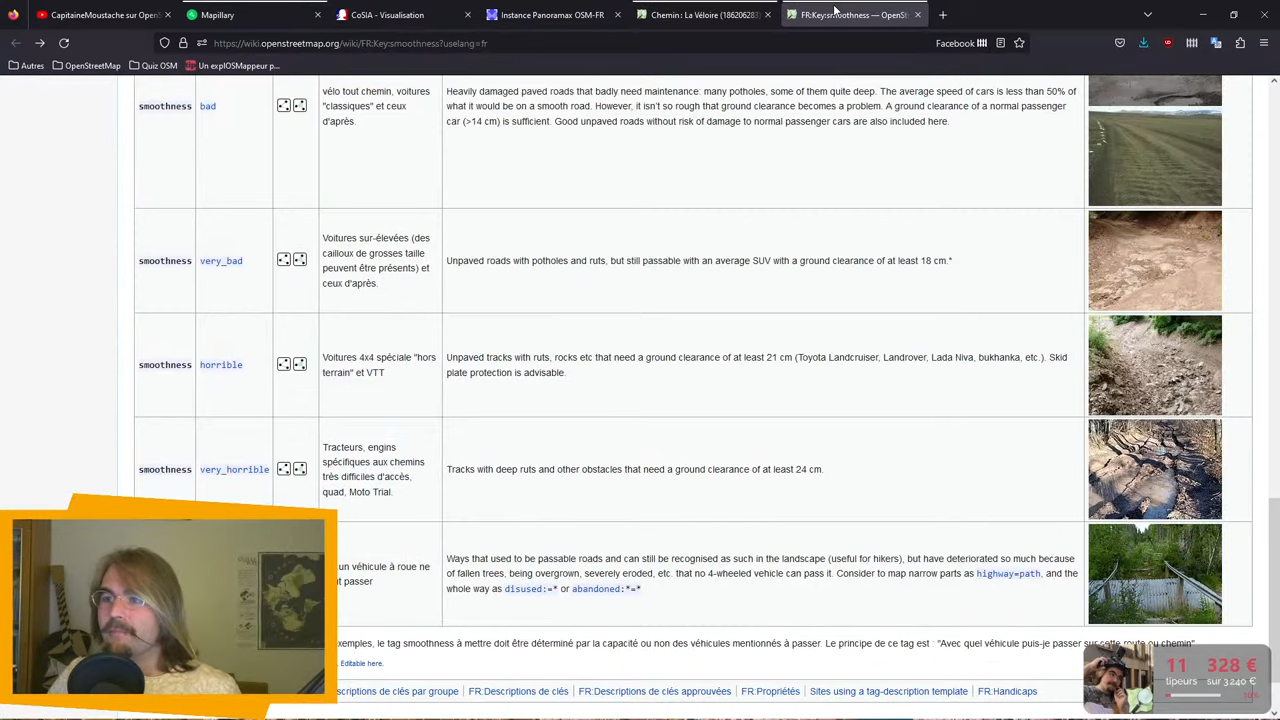 CapitaineMoustache sur
Mapillary
CoSIA - Visualisation
Instance Panoramax OSM-FR
Chemin : La Véloire (186206283)
FR:Key:smoothness — OpenSt
https://wiki.openstreetmap.org/wiki/FR:Key:smoothness?uselang=fr
Facebook
Autres
OpenStreetMap
Quiz OSM
Un explOSMappeur p...
smoothness
bad
vélo tout chemin, voitures
"classiques" et ceux
d'après.
Heavily damaged paved roads that badly need maintenance: many potholes, some of them quite deep. The average speed of cars is less than 50% of
what it would be on a smooth road. However, it isn't so rough that ground clearance becomes a problem. A ground clearance of a normal passenger
car - 14 cm - is sufficient. Good unpaved roads without risk of damage to normal passenger cars are also included here.
smoothness
very_bad
Voitures sur-élevées (des
cailloux de grosses taille
peuvent être présents) et
ceux d'après.
Unpaved roads with potholes and ruts, but still passable with an average SUV with a ground clearance of at least 18 cm.*
smoothness
horrible
Voitures 4x4 spéciale "hors
terrain" et VTT
Unpaved tracks with ruts, rocks etc that need a ground clearance of at least 21 cm (Toyota Landcruiser, Landrover, Lada Niva, bukhanka, etc.). Skid
plate protection is advisable.
smoothness
very_horrible
Tracteurs, engins
spécifiques aux chemins
très difficiles d'accès,
quad, Moto Trial.
Tracks with deep ruts and other obstacles that need a ground clearance of at least 24 cm.
un véhicule à roue ne
passer
Ways that used to be passable roads and can still be recognised as such in the landscape (useful for hikers), but have deteriorated so much because
of fallen trees, being overgrown, severely eroded, etc. that no 4-wheeled vehicle can pass it. Consider to map narrow parts as highway=path, and the
whole way as disused:=* or abandoned:*=*
exemples, le tag smoothness à mettre doit être déterminé par la capacité ou non des véhicules mentionnés à passer. Le principe de ce tag est : "Avec quel véhicule puis-je passer sur cette route ou chemin"
Editable here.
scriptions de clés par groupe
FR:Descriptions de clés
FR:Descriptions de clés approuvées
FR:Propriétés
Sites using a tag-description template
FR:Handicaps
11 328 €
tipeurs sur 3 240 €
10%